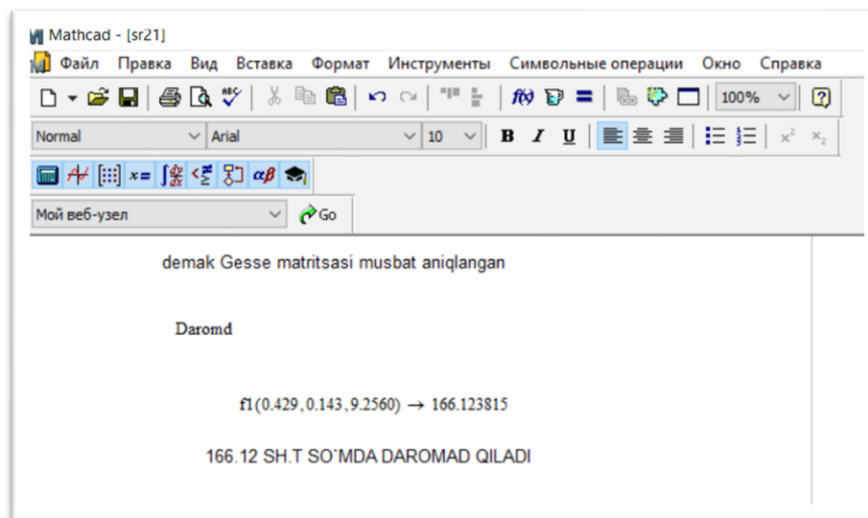 Mathcad - [sr21]
Файл Правка Вид Вставка Формат Инструменты Символьные операции Окно Справка
100%
Normal Arial 10 B I U
Мой веб-узел Go
demak Gesse matritsasi musbat aniqlangan
Daromd
f1(0.429,0.143,9.2560) → 166.123815
166.12 SH.T SO`MDA DAROMAD QILADI